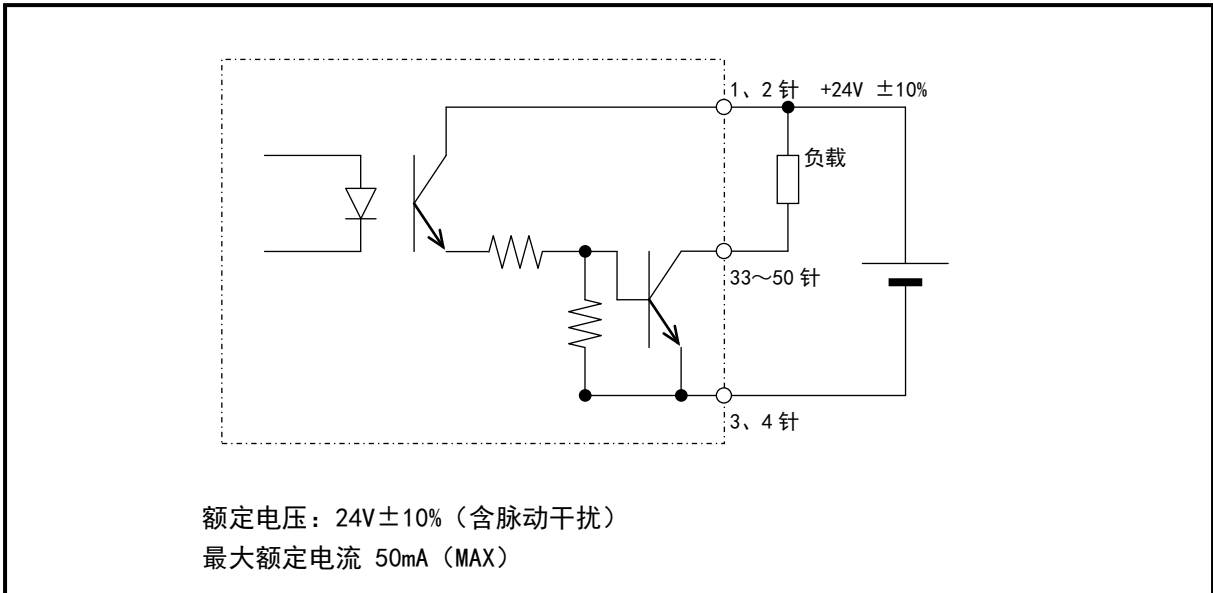 1、2 针 +24V ±10%
负载
33～50 针
3、4 针
额定电压：24V±10%（含脉动干扰）
最大额定电流 50mA（MAX）